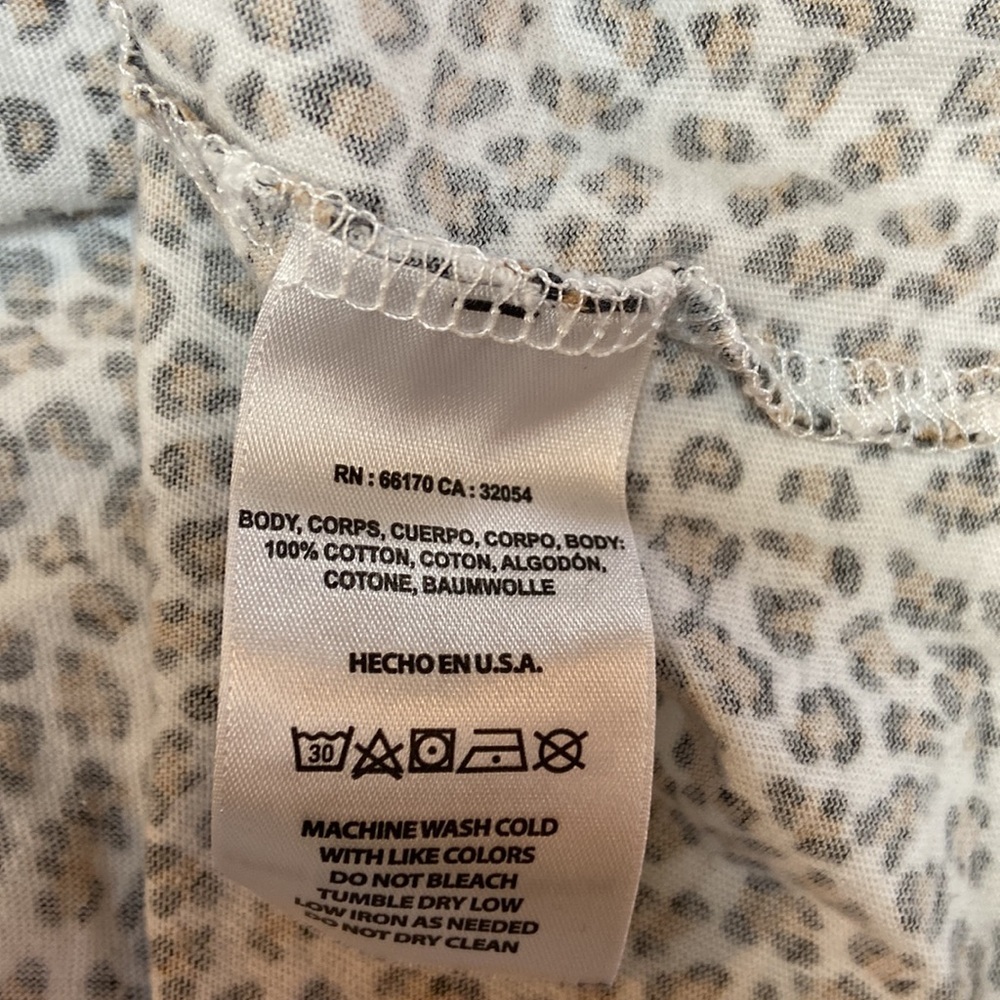 RN : 66170 CA : 32054
BODY, CORPS, CUERPO, CORPO, BODY:
100% COTTON, COTON, ALGODÓN,
COTONE, BAUMWOLLE
HECHO EN U.S.A.
30
MACHINE WASH COLD
WITH LIKE COLORS
DO NOT BLEACH
TUMBLE DRY LOW
LOW IRON AS NEEDED
DO NOT DRY CLEAN